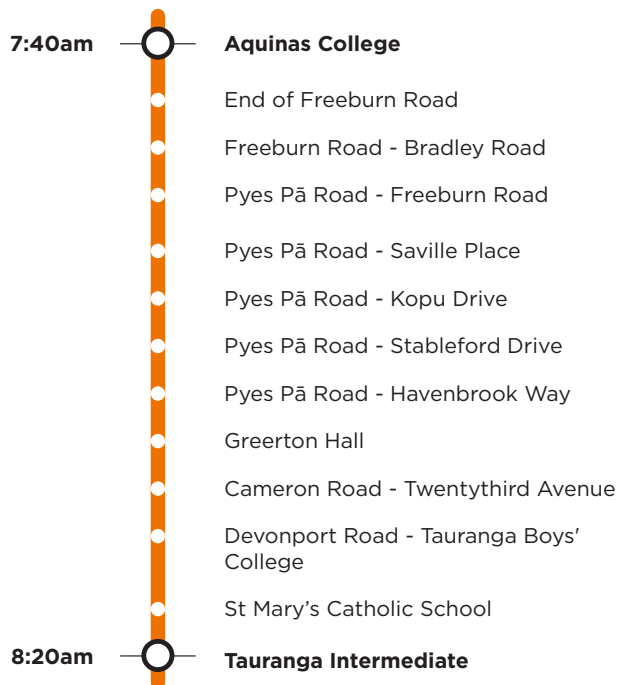 7:40am Aquinas College
End of Freeburn Road
Freeburn Road - Bradley Road
Pyes Pā Road - Freeburn Road
Pyes Pā Road - Saville Place
Pyes Pā Road - Kopu Drive
Pyes Pā Road - Stableford Drive
Pyes Pā Road - Havenbrook Way
Greerton Hall
Cameron Road - Twentythird Avenue
Devonport Road - Tauranga Boys'
College
St Mary’s Catholic School
8:20am Tauranga Intermediate